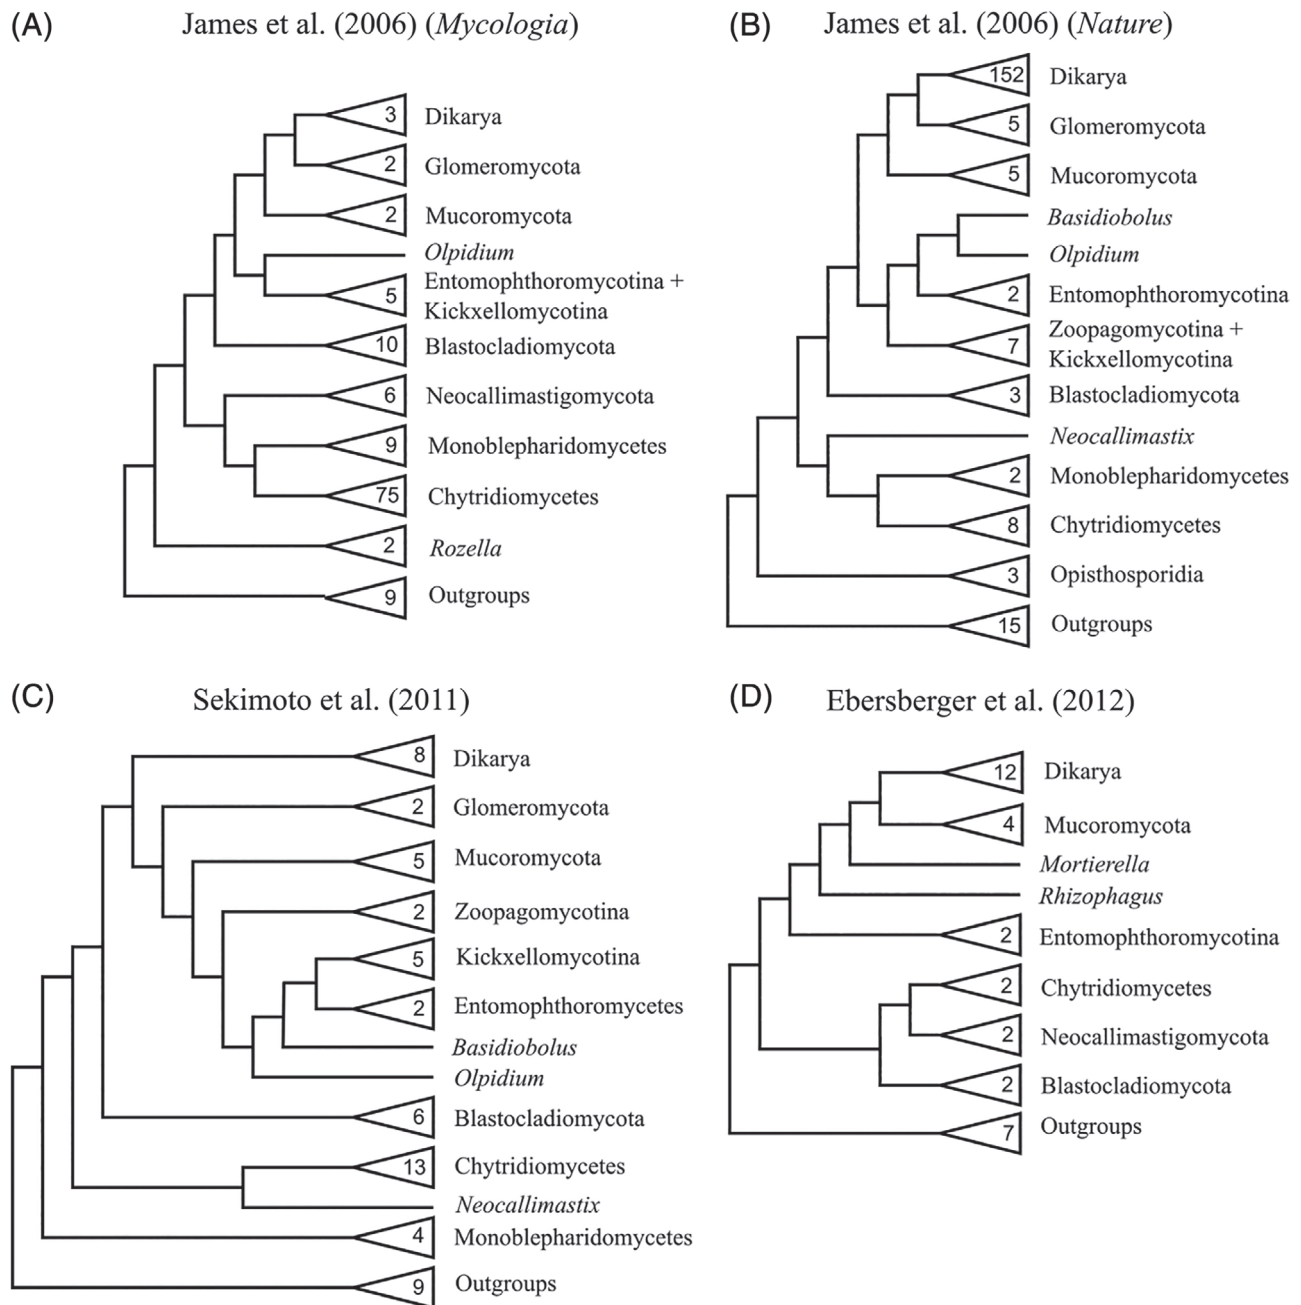 (A) James et al. (2006) (Mycologia)
3 Dikarya
2 Glomeromycota
2 Mucoromycota
Olpidium
5 Entomophthoromycotina +
Kickxellomycotina
10 Blastocladiomycota
6 Neocallimastigomycota
9 Monoblepharidomycetes
75 Chytridiomycetes
2 Rozella
9 Outgroups
(B) James et al. (2006) (Nature)
152 Dikarya
5 Glomeromycota
5 Mucoromycota
Basidiobolus
Olpidium
2 Entomophthoromycotina
Zoopagomycotina +
7 Kickxellomycotina
3 Blastocladiomycota
Neocallimastix
2 Monoblepharidomycetes
8 Chytridiomycetes
3 Opisthosporidia
15 Outgroups
(C) Sekimoto et al. (2011)
8 Dikarya
2 Glomeromycota
5 Mucoromycota
2 Zoopagomycotina
5 Kickxellomycotina
2 Entomophthoromycetes
Basidiobolus
Olpidium
6 Blastocladiomycota
13 Chytridiomycetes
Neocallimastix
4 Monoblepharidomycetes
9 Outgroups
(D) Ebersberger et al. (2012)
12 Dikarya
4 Mucoromycota
Mortierella
Rhizophagus
2 Entomophthoromycotina
2 Chytridiomycetes
2 Neocallimastigomycota
2 Blastocladiomycota
7 Outgroups